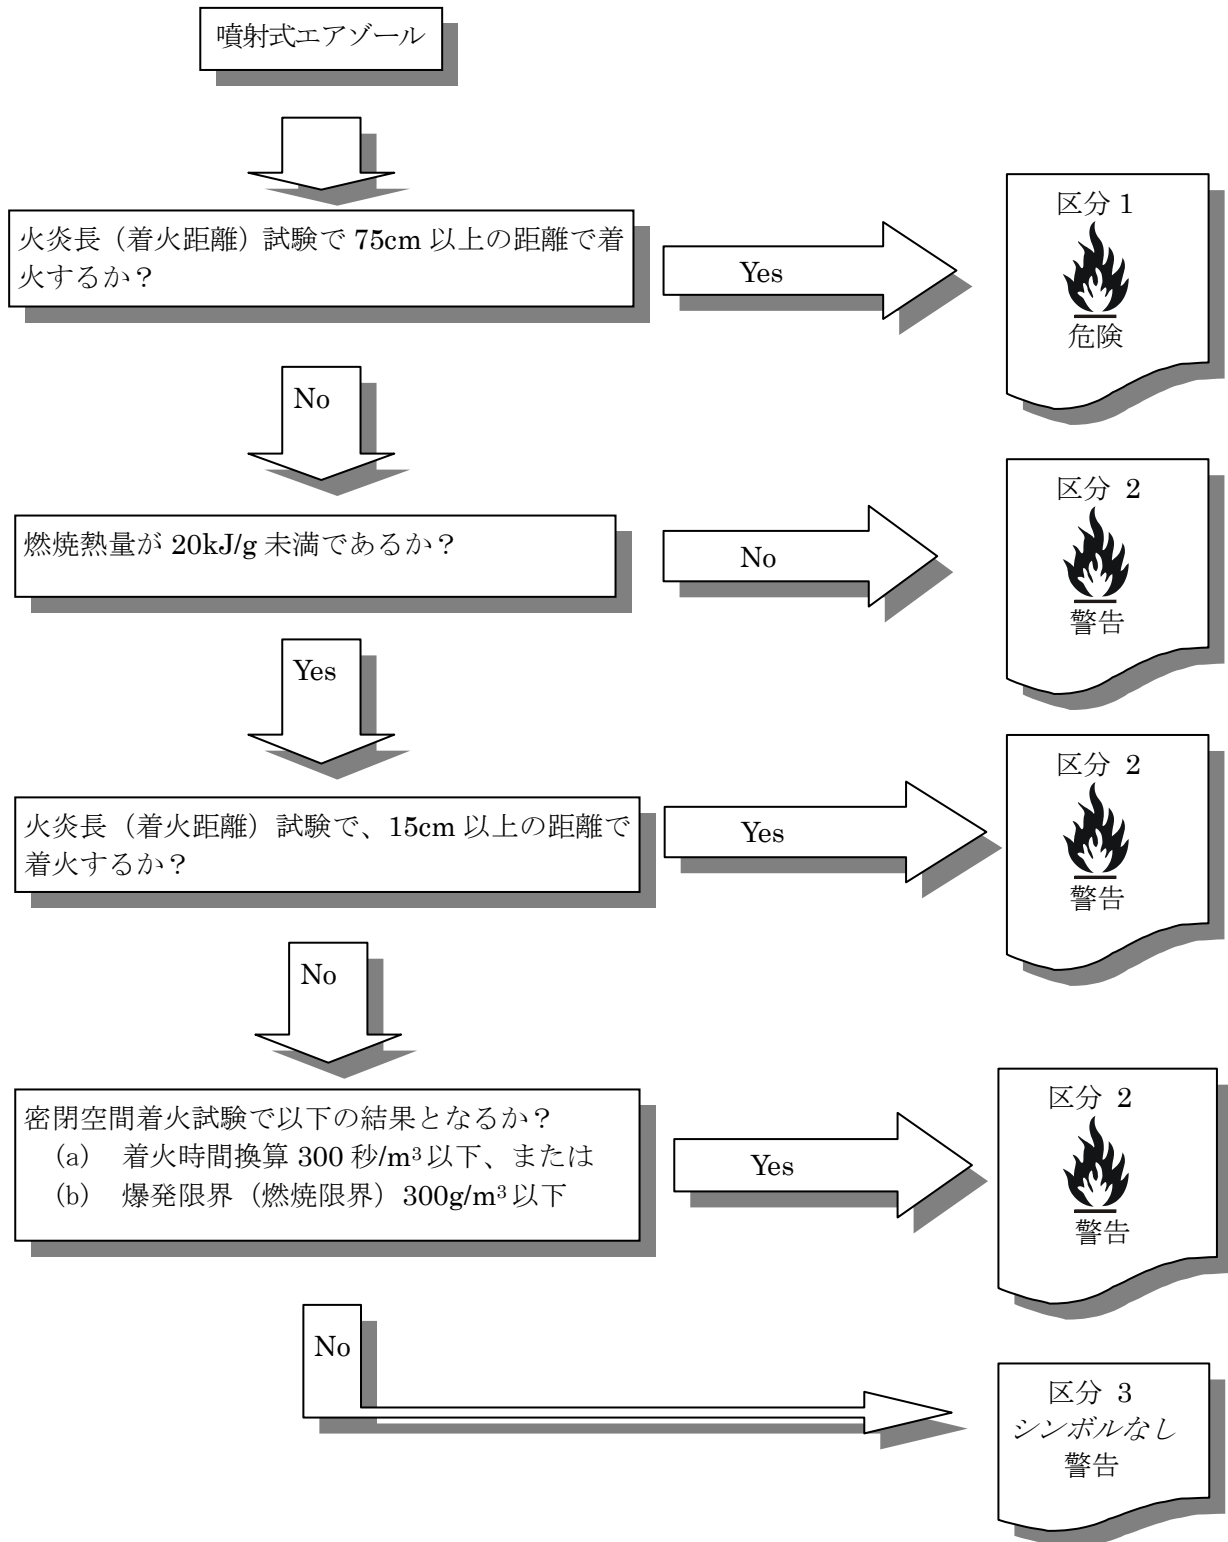 噴射式エアゾール
火炎長（着火距離）試験で 75cm 以上の距離で着
火するか？
Yes
区分 1
危険
No
燃焼熱量が 20kJ/g 未満であるか？
No
区分 2
警告
Yes
火炎長（着火距離）試験で、15cm 以上の距離で
着火するか？
Yes
区分 2
警告
No
密閉空間着火試験で以下の結果となるか？
(a) 着火時間換算 300 秒/m³以下、または
(b) 爆発限界（燃焼限界）300g/m³以下
Yes
区分 2
警告
No
区分 3
シンボルなし
警告